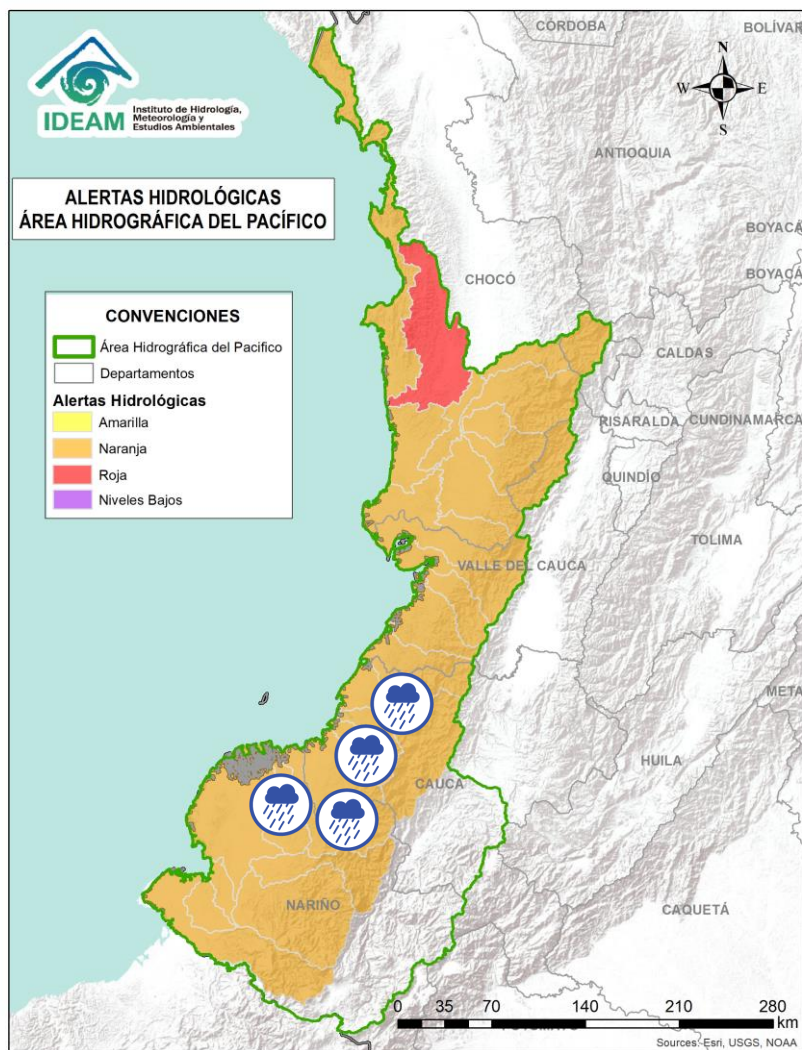 IDEAM
Instituto de Hidrología,
Meteorología y
Estudios Ambientales
ALERTAS HIDROLÓGICAS
ÁREA HIDROGRÁFICA DEL PACÍFICO
CONVENCIONES
Área Hidrográfica del Pacifico
Departamentos
Alertas Hidrológicas
Amarilla
Naranja
Roja
Niveles Bajos
N
W
E
S
CÓRDOBA
BOLÍVAR
ANTIOQUIA
BOYACÁ
BOYACÁ
CHOCÓ
CALDAS
RISARALDA
CUNDINAMARCA
QUINDÍO
TOLIMA
VALLE DEL CAUCA
META
HUILA
CAUCA
NARIÑO
CAQUETÁ
0 35 70 140 210 280
km
Sources: Esri, USGS, NOAA